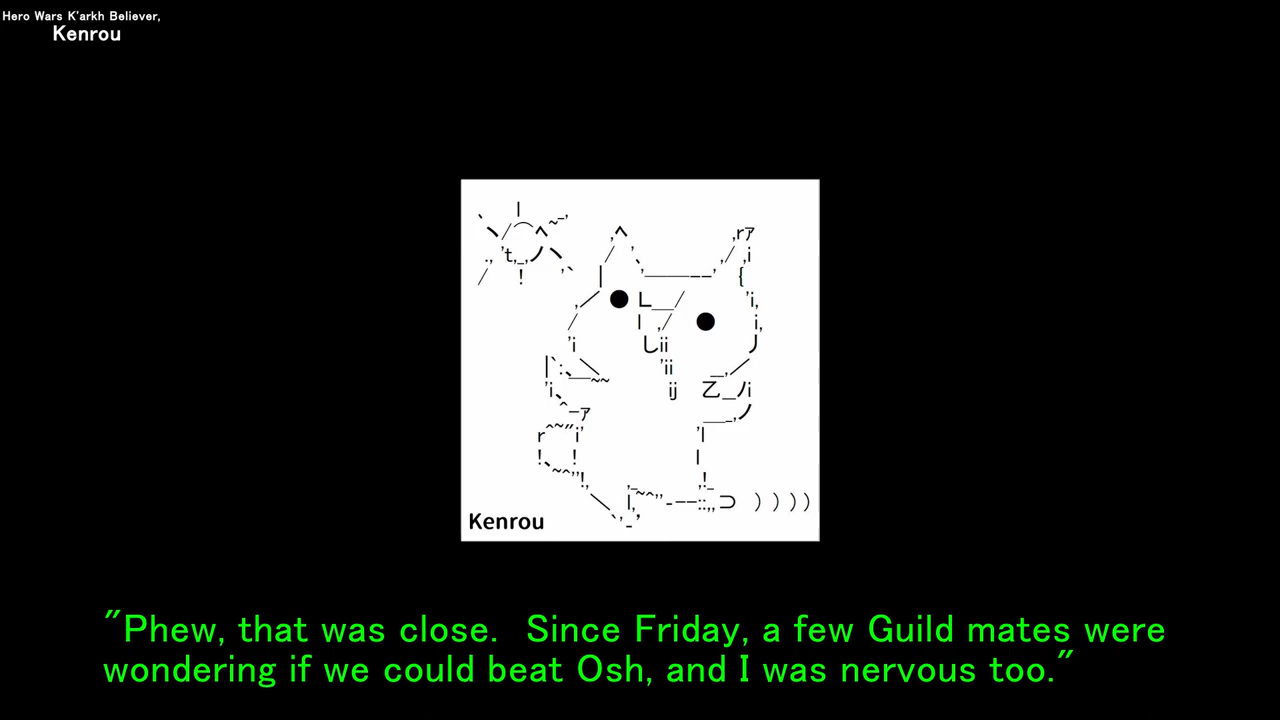 Hero Wars K'arkh Believer,
Kenrou
Kenrou
"Phew, that was close.  Since Friday, a few Guild mates were
wondering if we could beat Osh, and I was nervous too."